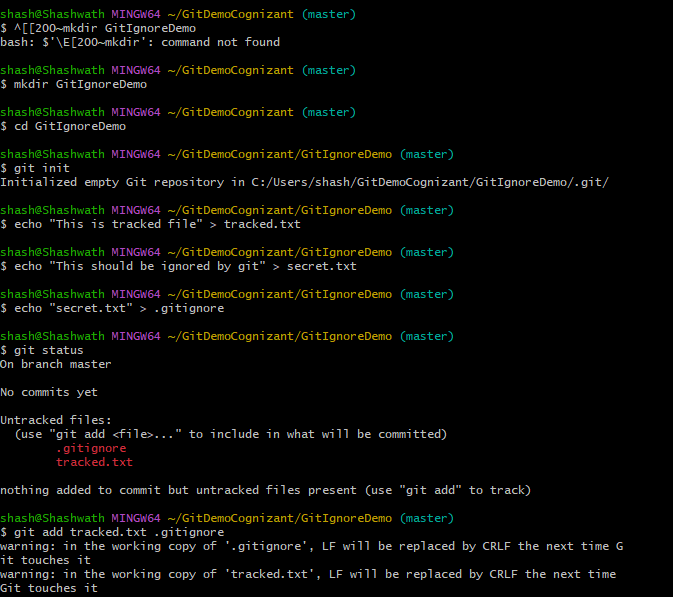 shash@Shashwath MINGW64 ~/GitDemoCognizant (master)
$ ^[[200~mkdir GitIgnoreDemo
bash: $'\E[200~mkdir': command not found
shash@Shashwath MINGW64 ~/GitDemoCognizant (master)
$ mkdir GitIgnoreDemo
shash@Shashwath MINGW64 ~/GitDemoCognizant (master)
$ cd GitIgnoreDemo
shash@Shashwath MINGW64 ~/GitDemoCognizant/GitIgnoreDemo (master)
$ git init
Initialized empty Git repository in C:/Users/shash/GitDemoCognizant/GitIgnoreDemo/.git/
shash@Shashwath MINGW64 ~/GitDemoCognizant/GitIgnoreDemo (master)
$ echo "This is tracked file" > tracked.txt
shash@Shashwath MINGW64 ~/GitDemoCognizant/GitIgnoreDemo (master)
$ echo "This should be ignored by git" > secret.txt
shash@Shashwath MINGW64 ~/GitDemoCognizant/GitIgnoreDemo (master)
$ echo "secret.txt" > .gitignore
shash@Shashwath MINGW64 ~/GitDemoCognizant/GitIgnoreDemo (master)
$ git status
On branch master
No commits yet
Untracked files:
  (use "git add <file>..." to include in what will be committed)
        .gitignore
        tracked.txt
nothing added to commit but untracked files present (use "git add" to track)
shash@Shashwath MINGW64 ~/GitDemoCognizant/GitIgnoreDemo (master)
$ git add tracked.txt .gitignore
warning: in the working copy of '.gitignore', LF will be replaced by CRLF the next time G
it touches it
warning: in the working copy of 'tracked.txt', LF will be replaced by CRLF the next time
Git touches it